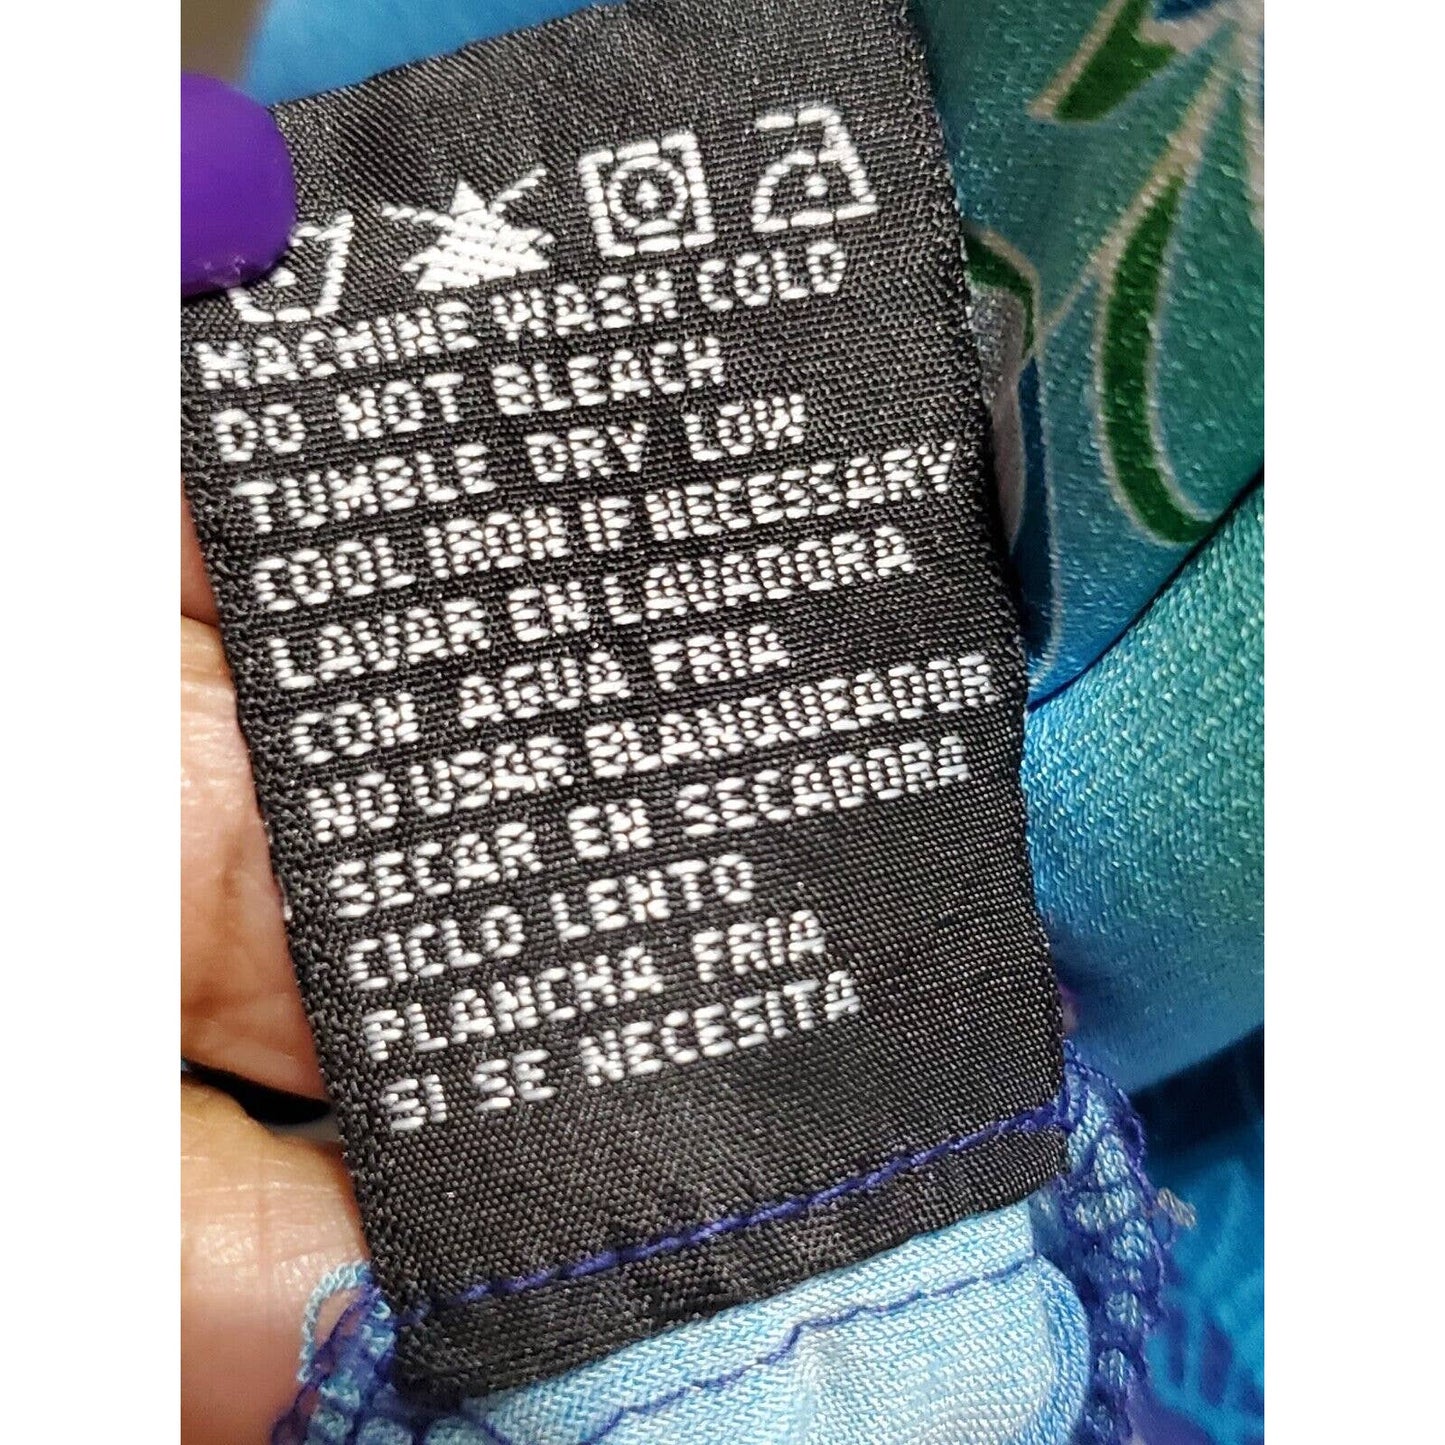 MACHINE WASH COLD
DO NOT BLEACH
TUMBLE DRY LOW
COOL IRON IF NECESSARY
LAVAR EN LAVADORA
CON AGUA FRIA
NO USAR BLANQUEADOR
SECAR EN SECADORA
CICLO LENTO
PLANCHA FRIA
SI SE NECESITA